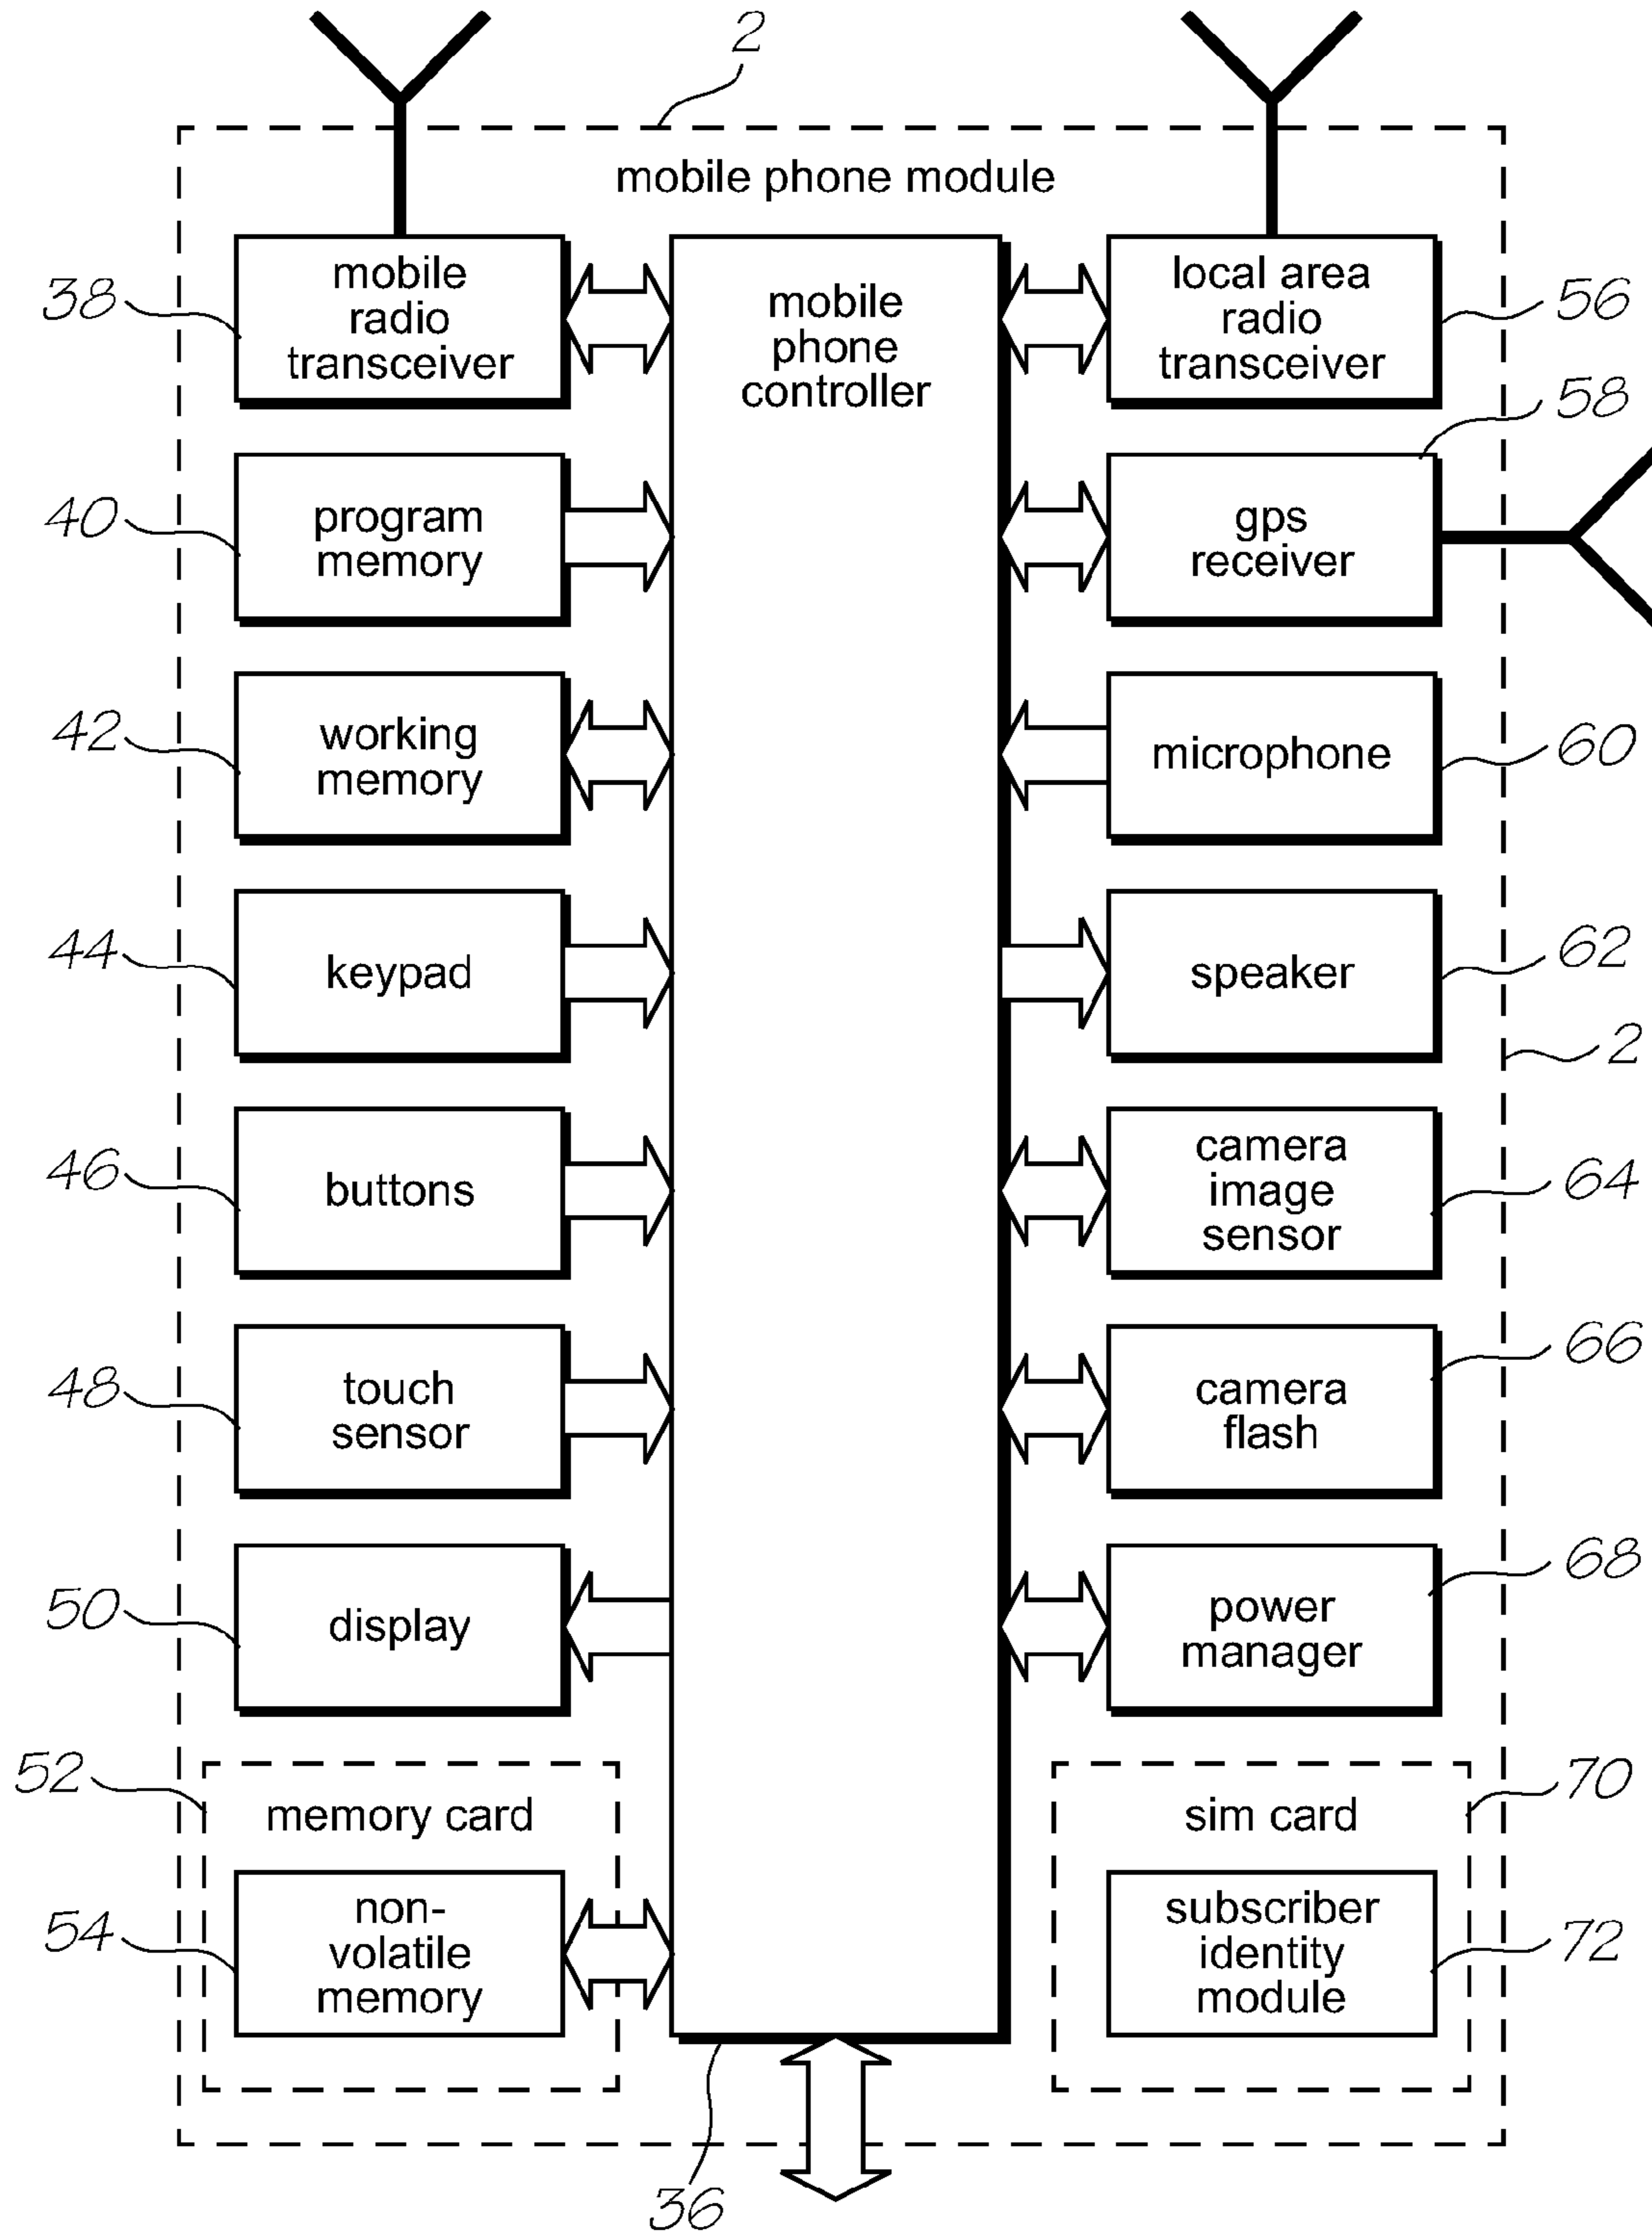 2
mobile phone module
38
mobile
radio
transceiver
mobile
phone
controller
local area
radio
transceiver
56
58
40
program
memory
gps
receiver
42
working
memory
microphone
60
44
keypad
speaker
62
2
46
buttons
camera
image
sensor
64
48
touch
sensor
camera
flash
66
50
display
power
manager
68
52
memory card
sim card
70
54
non-
volatile
memory
subscriber
identity
module
72
36